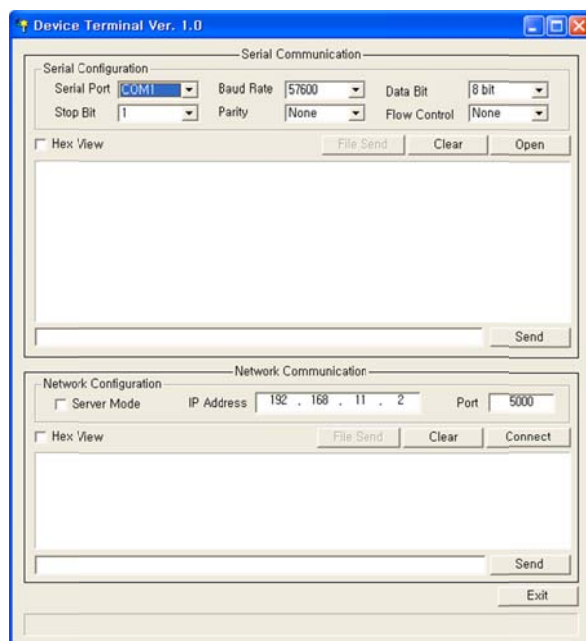 Device Terminal Ver. 1.0
Serial Communication
Serial Configuration
Serial Port COM1 Baud Rate 57600 Data Bit 8 bit
Stop Bit 1 Parity None Flow Control None
Hex View File Send Clear Open
Send
Network Communication
Network Configuration
Server Mode IP Address 192 . 168 . 11 . 2 Port 5000
Hex View File Send Clear Connect
Send
Exit